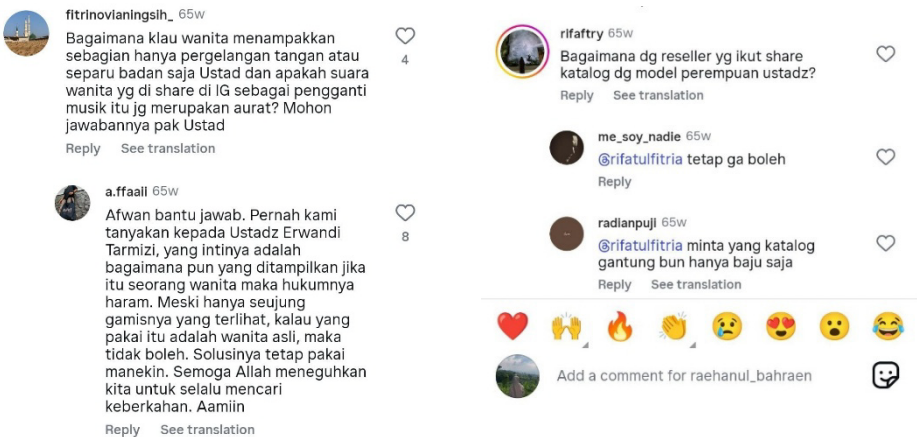 fitrinovianingsih_ 65w
Bagaimana klau wanita menampakkan
sebagian hanya pergelangan tangan atau
separu badan saja Ustad dan apakah suara
wanita yg di share di IG sebagai pengganti
musik itu jg merupakan aurat? Mohon
jawabannya pak Ustad
4
Reply See translation
a.ffaaii 65w
Afwan bantu jawab. Pernah kami
tanyakan kepada Ustadz Erwandi
Tarmizi, yang intinya adalah
bagaimana pun yang ditampilkan jika
itu seorang wanita maka hukumnya
haram. Meski hanya seujung
gamisnya yang terlihat, kalau yang
pakai itu adalah wanita asli, maka
tidak boleh. Solusinya tetap pakai
manekin. Semoga Allah meneguhkan
kita untuk selalu mencari
keberkahan. Aamiin
8
Reply See translation
rifaftry 65w
Bagaimana dg reseller yg ikut share
katalog dg model perempuan ustadz?
Reply See translation
me_soy_nadie 65w
@rifatulfitria tetap ga boleh
Reply
radianpuji 65w
@rifatulfitria minta yang katalog
gantung bun hanya baju saja
Reply See translation
Add a comment for raehanul_bahraen